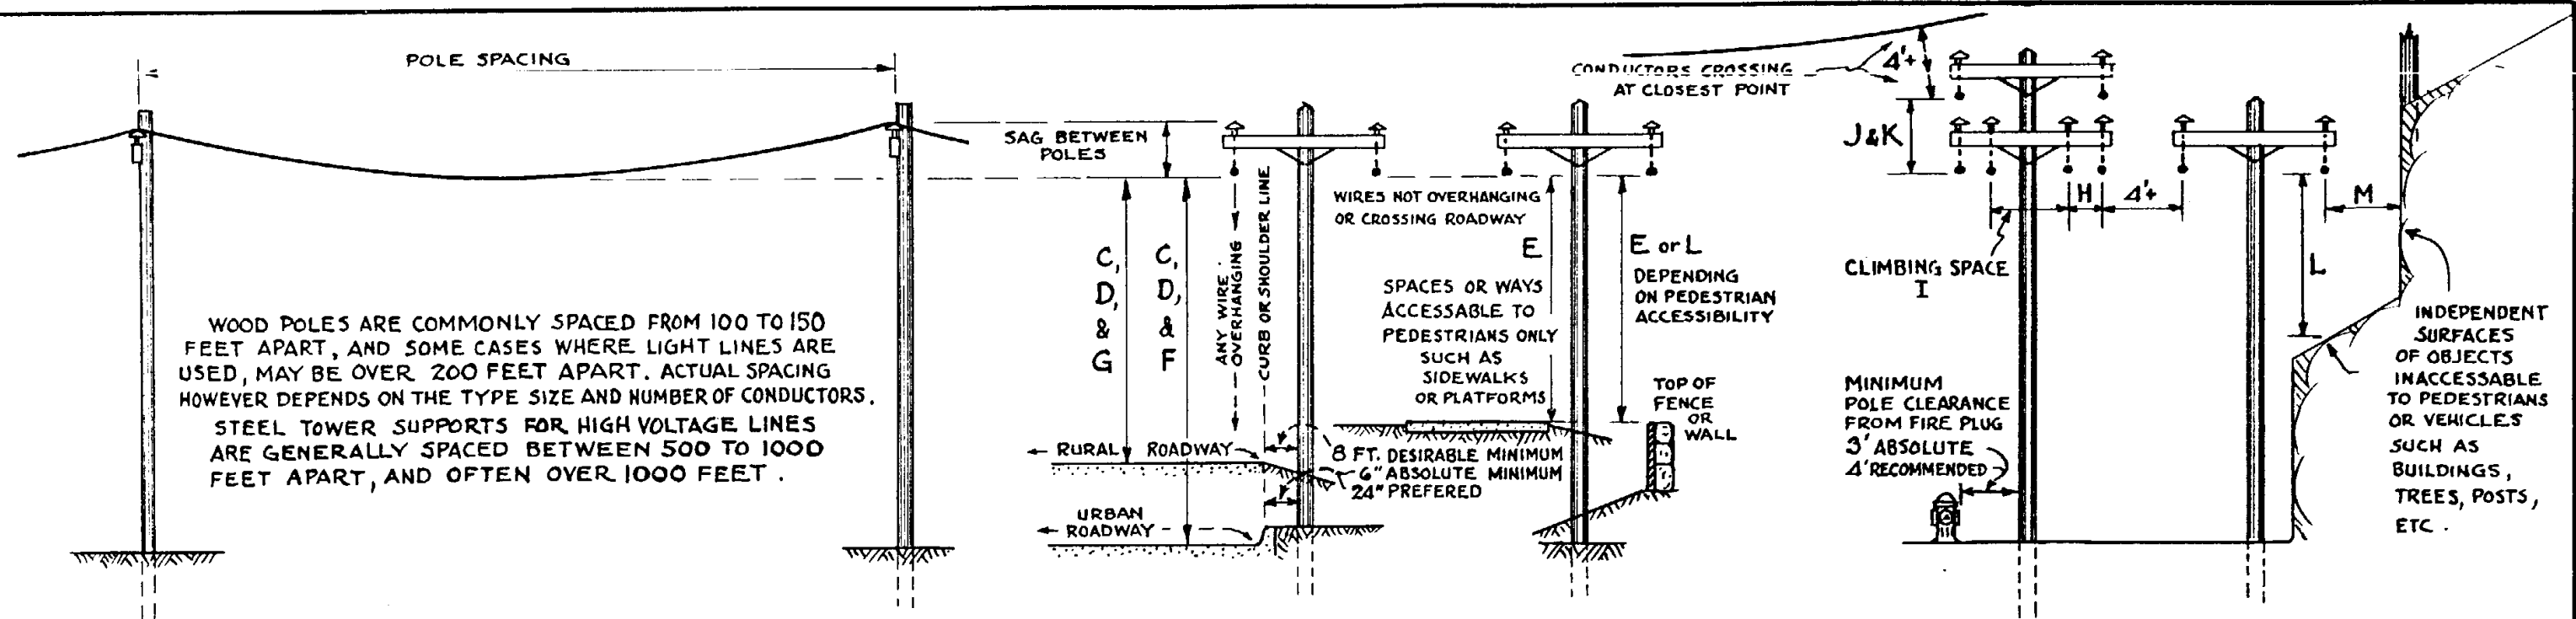 POLE SPACING
WOOD POLES ARE COMMONLY SPACED FROM 100 TO 150
FEET APART, AND SOME CASES WHERE LIGHT LINES ARE
USED, MAY BE OVER 200 FEET APART. ACTUAL SPACING
HOWEVER DEPENDS ON THE TYPE SIZE AND NUMBER OF CONDUCTORS.
STEEL TOWER SUPPORTS FOR HIGH VOLTAGE LINES
ARE GENERALLY SPACED BETWEEN 500 TO 1000
FEET APART, AND OFTEN OVER 1000 FEET.
SAG BETWEEN
POLES
C,
D,
&
G
C,
D,
&
F
ANY WIRE
OVERHANGING
CURB OR SHOULDER LINE
RURAL ROADWAY
URBAN
ROADWAY
8 FT. DESIRABLE MINIMUM
6" ABSOLUTE MINIMUM
24" PREFERED
WIRES NOT OVERHANGING
OR CROSSING ROADWAY
E
SPACES OR WAYS
ACCESSABLE TO
PEDESTRIANS ONLY
SUCH AS
SIDEWALKS
OR PLATFORMS
E or L
DEPENDING
ON PEDESTRIAN
ACCESSIBILITY
TOP OF
FENCE
OR
WALL
CONDUCTORS CROSSING
AT CLOSEST POINT
4'+
J&K
H
4'+
M
CLIMBING SPACE
I
L
MINIMUM
POLE CLEARANCE
FROM FIRE PLUG
3' ABSOLUTE
4' RECOMMENDED
INDEPENDENT
SURFACES
OF OBJECTS
INACCESSABLE
TO PEDESTRIANS
OR VEHICLES
SUCH AS
BUILDINGS,
TREES, POSTS,
ETC.